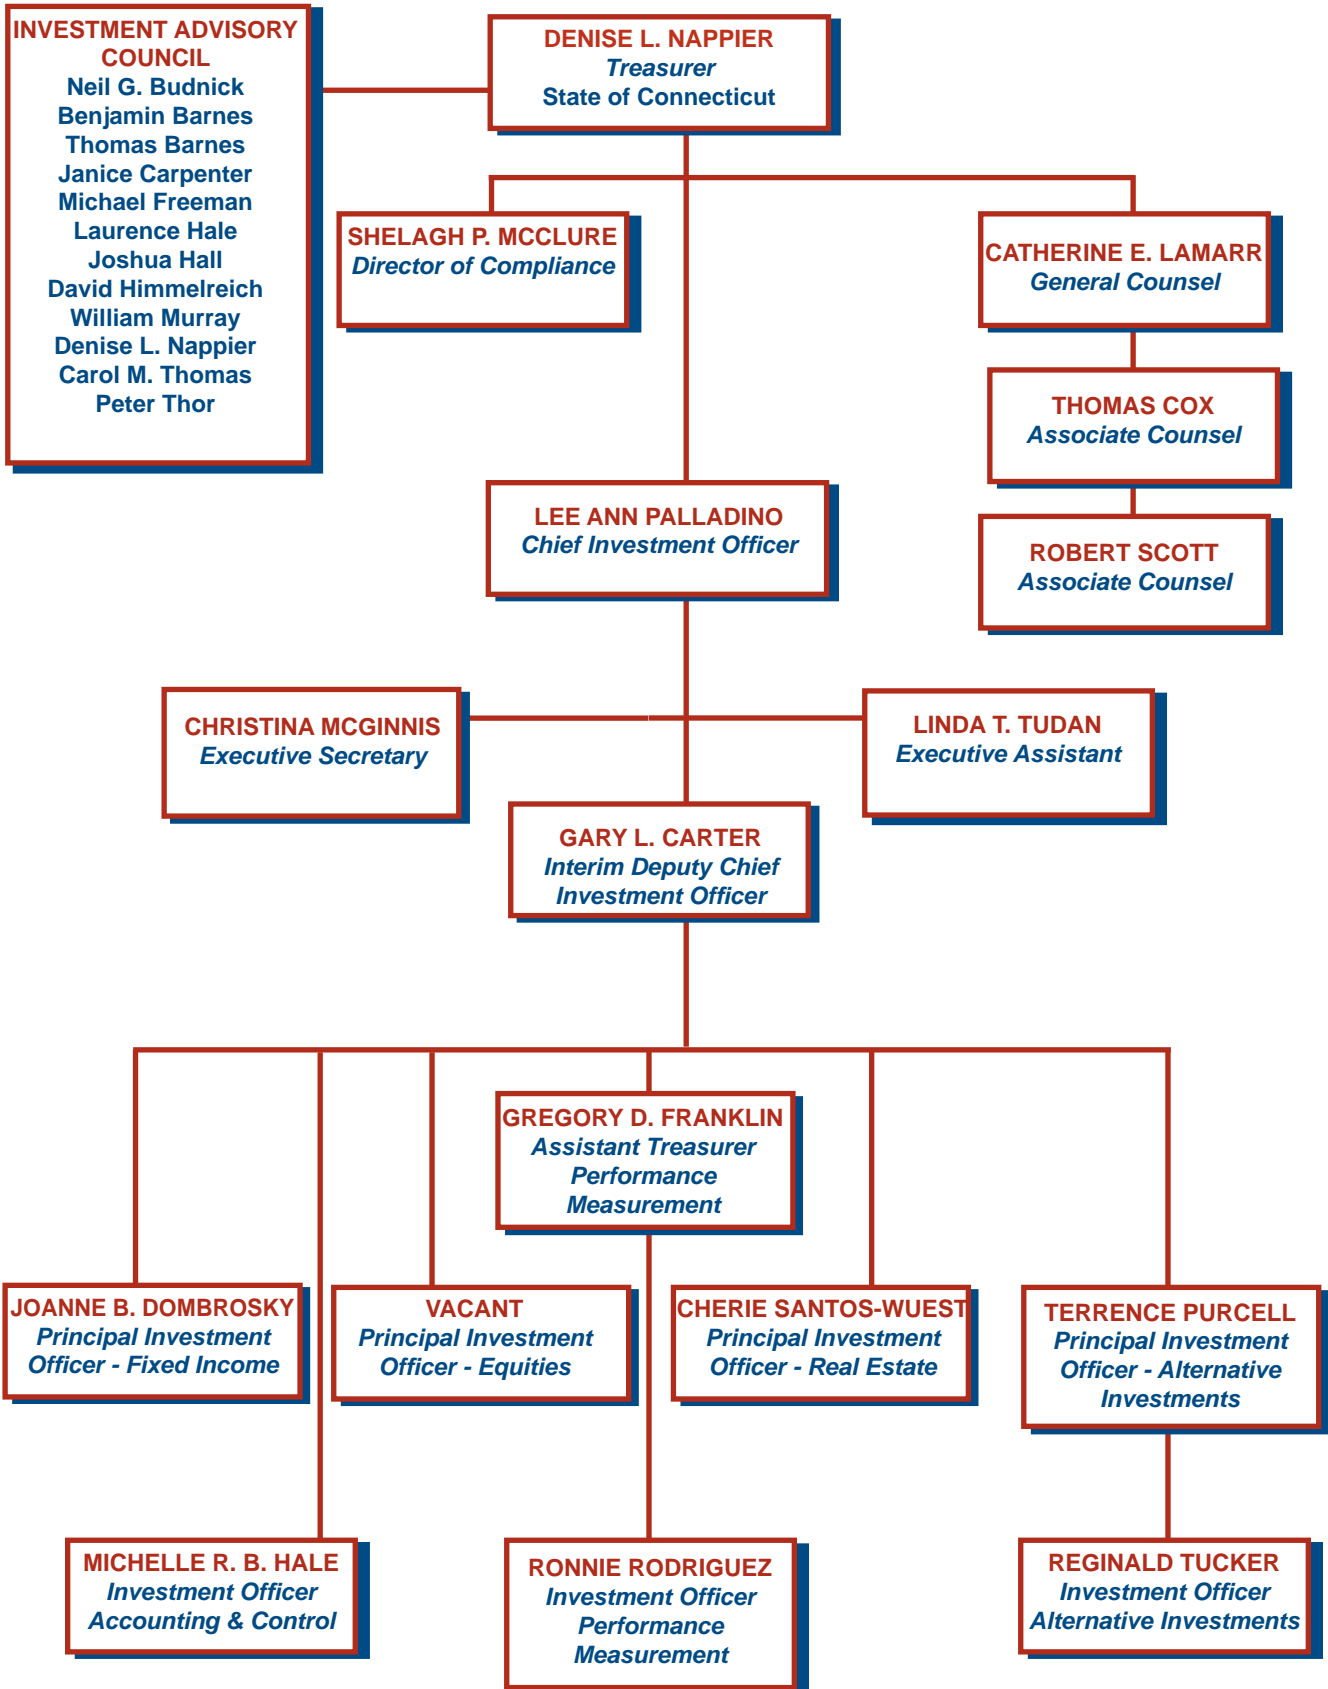 INVESTMENT ADVISORY
COUNCIL
Neil G. Budnick
Benjamin Barnes
Thomas Barnes
Janice Carpenter
Michael Freeman
Laurence Hale
Joshua Hall
David Himmelreich
William Murray
Denise L. Nappier
Carol M. Thomas
Peter Thor
DENISE L. NAPPIER
Treasurer
State of Connecticut
SHELAGH P. MCCLURE
Director of Compliance
CATHERINE E. LAMARR
General Counsel
THOMAS COX
Associate Counsel
ROBERT SCOTT
Associate Counsel
LEE ANN PALLADINO
Chief Investment Officer
CHRISTINA MCGINNIS
Executive Secretary
LINDA T. TUDAN
Executive Assistant
GARY L. CARTER
Interim Deputy Chief
Investment Officer
GREGORY D. FRANKLIN
Assistant Treasurer
Performance
Measurement
JOANNE B. DOMBROSKY
Principal Investment
Officer - Fixed Income
VACANT
Principal Investment
Officer - Equities
CHERIE SANTOS-WUEST
Principal Investment
Officer - Real Estate
TERRENCE PURCELL
Principal Investment
Officer - Alternative
Investments
MICHELLE R. B. HALE
Investment Officer
Accounting & Control
RONNIE RODRIGUEZ
Investment Officer
Performance
Measurement
REGINALD TUCKER
Investment Officer
Alternative Investments